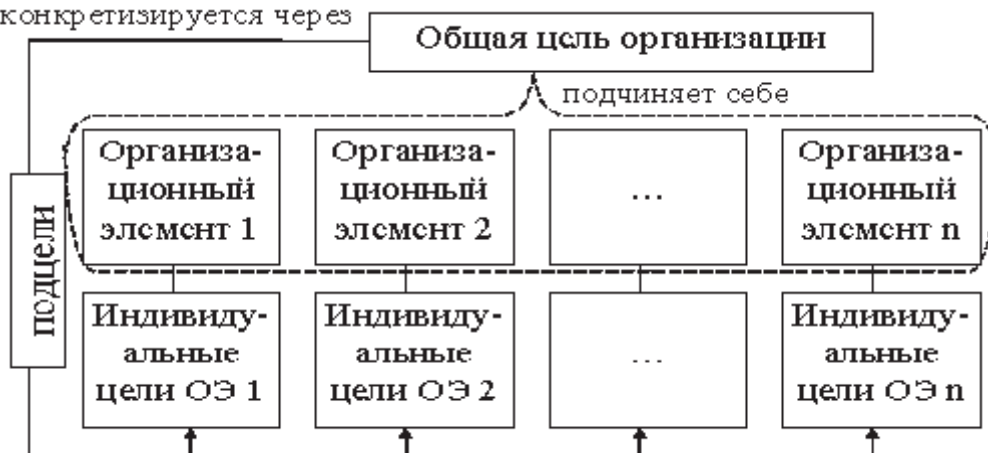 конкретизируется через
Общая цель организации
подчиняет себе
Организа-
ционный
элемент 1
Организа-
ционный
элемент 2
...
Организа-
ционный
элемент n
подцели
Индивиду-
альные
цели ОЭ 1
Индивиду-
альные
цели ОЭ 2
...
Индивиду-
альные
цели ОЭ n